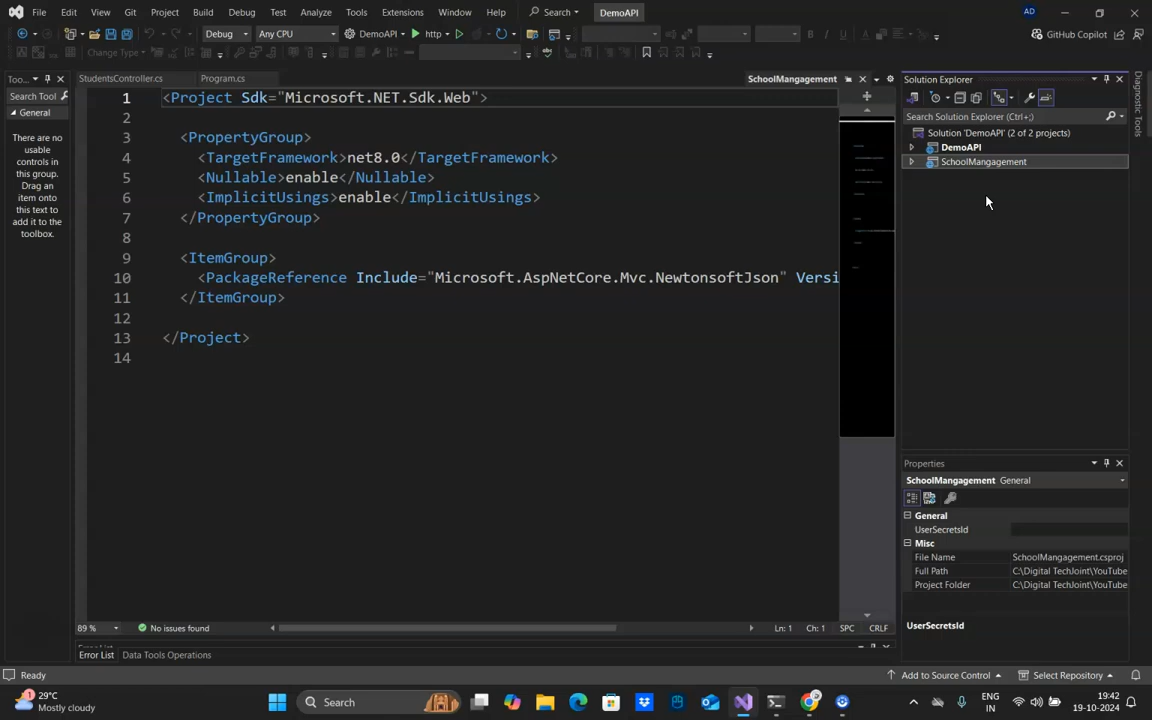 File Edit View Git Project Build Debug Test Analyze Tools Extensions Window Help Search DemoAPI AD
Debug Any CPU DemoAPI http GitHub Copilot
Change Type
Too...
Search Tool
General
There are no
usable
controls in
this group.
Drag an
item onto
this text to
add it to the
toolbox.
StudentsController.cs Program.cs SchoolMangagement
1 <Project Sdk="Microsoft.NET.Sdk.Web">
2
3 <PropertyGroup>
4 <TargetFramework>net8.0</TargetFramework>
5 <Nullable>enable</Nullable>
6 <ImplicitUsings>enable</ImplicitUsings>
7 </PropertyGroup>
8
9 <ItemGroup>
10 <PackageReference Include="Microsoft.AspNetCore.Mvc.NewtonsoftJson" Versi
11 </ItemGroup>
12
13 </Project>
14
89 % No issues found Ln: 1 Ch: 1 SPC CRLF
Error List Data Tools Operations
Solution Explorer
Search Solution Explorer (Ctrl+;)
Solution 'DemoAPI' (2 of 2 projects)
DemoAPI
SchoolMangagement
Diagnostic Tools
Properties
SchoolMangagement General
General
UserSecretsId
Misc
File Name SchoolMangagement.csproj
Full Path C:\Digital TechJoint\YouTube
Project Folder C:\Digital TechJoint\YouTube
UserSecretsId
Ready Add to Source Control Select Repository
29°C
Mostly cloudy
Search
ENG
IN
19:42
19-10-2024